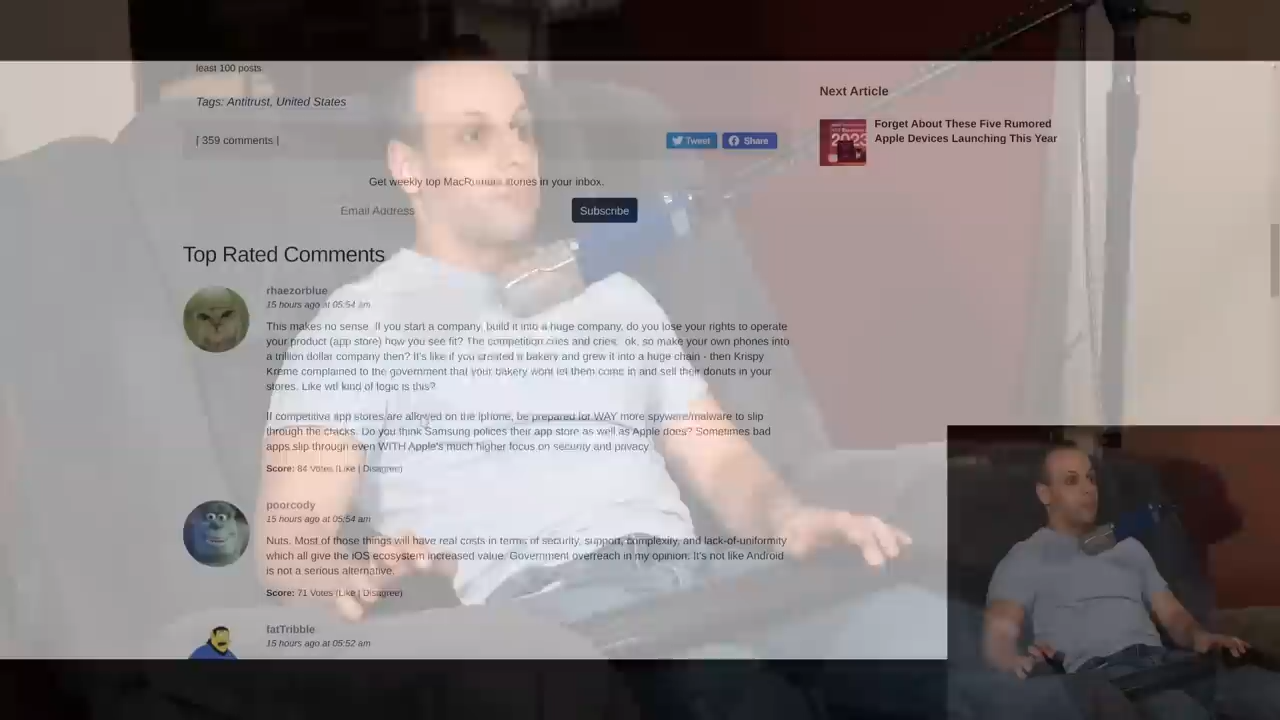 least 100 posts
Tags: Antitrust, United States
[ 359 comments ]
Tweet
Share
Get weekly top MacRumors stories in your inbox.
Email Address
Subscribe
Top Rated Comments
rhaezorblue
15 hours ago at 05:54 am
This makes no sense. If you start a company, build it into a huge company, do you lose your rights to operate
your product (app store) how you see fit? The competition cries and cries.. ok, so make your own phones into
a trillion dollar company then? It's like if you created a bakery and grew it into a huge chain - then Krispy
Kreme complained to the government that your bakery wont let them come in and sell their donuts in your
stores. Like wtf kind of logic is this?
If competitive app stores are allowed on the iphone, be prepared for WAY more spyware/malware to slip
through the cracks. Do you think Samsung polices their app store as well as Apple does? Sometimes bad
apps slip through even WITH Apple's much higher focus on security and privacy
Score: 84 Votes (Like | Disagree)
poorcody
15 hours ago at 05:54 am
Nuts. Most of those things will have real costs in terms of security, support, complexity, and lack-of-uniformity
which all give the iOS ecosystem increased value. Government overreach in my opinion. It's not like Android
is not a serious alternative.
Score: 71 Votes (Like | Disagree)
fatTribble
15 hours ago at 05:52 am
Next Article
2023
Forget About These Five Rumored
Apple Devices Launching This Year